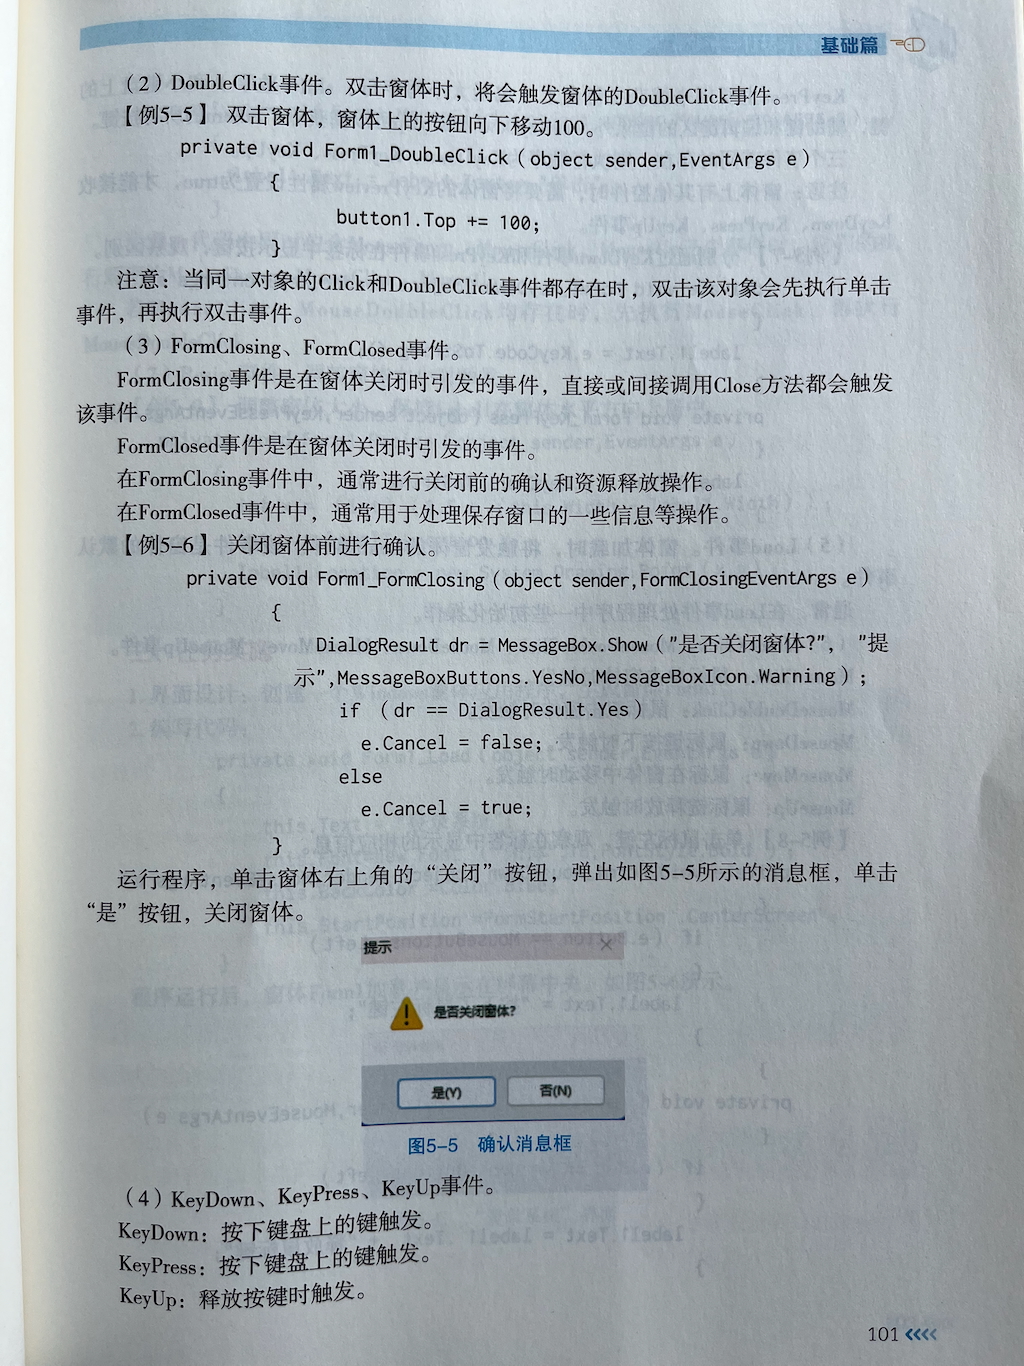 基础篇
（2）DoubleClick事件。双击窗体时，将会触发窗体的DoubleClick事件。
【例5-5】 双击窗体，窗体上的按钮向下移动100。
private void Form1_DoubleClick（object sender,EventArgs e）
{
button1.Top += 100;
}
注意：当同一对象的Click和DoubleClick事件都存在时，双击该对象会先执行单击
事件，再执行双击事件。
（3）FormClosing、FormClosed事件。
FormClosing事件是在窗体关闭时引发的事件，直接或间接调用Close方法都会触发
该事件。
FormClosed事件是在窗体关闭时引发的事件。
在FormClosing事件中，通常进行关闭前的确认和资源释放操作。
在FormClosed事件中，通常用于处理保存窗口的一些信息等操作。
【例5-6】 关闭窗体前进行确认。
private void Form1_FormClosing（object sender,FormClosingEventArgs e）
{
DialogResult dr = MessageBox.Show（"是否关闭窗体?", "提
示",MessageBoxButtons.YesNo,MessageBoxIcon.Warning）;
if （dr == DialogResult.Yes）
e.Cancel = false;
else
e.Cancel = true;
}
运行程序，单击窗体右上角的“关闭”按钮，弹出如图5-5所示的消息框，单击
“是”按钮，关闭窗体。
提示
是否关闭窗体?
是(Y) 否(N)
图5-5 确认消息框
（4）KeyDown、KeyPress、KeyUp事件。
KeyDown：按下键盘上的键触发。
KeyPress：按下键盘上的键触发。
KeyUp：释放按键时触发。
101